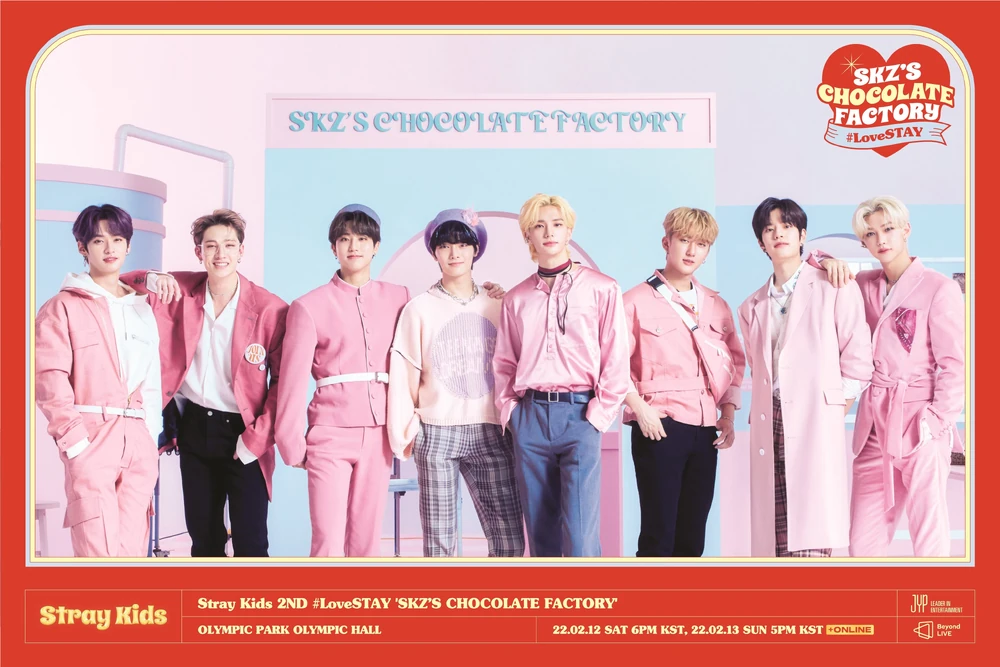 SKZ'S
CHOCOLATE
FACTORY
#LoveSTAY
SKZ'S CHOCOLATE FACTORY
Stray Kids
Stray Kids 2ND #LoveSTAY 'SKZ'S CHOCOLATE FACTORY'
OLYMPIC PARK OLYMPIC HALL
22.02.12 SAT 6PM KST, 22.02.13 SUN 5PM KST +ONLINE
JYP LEADER IN
ENTERTAINMENT
Beyond
LIVE